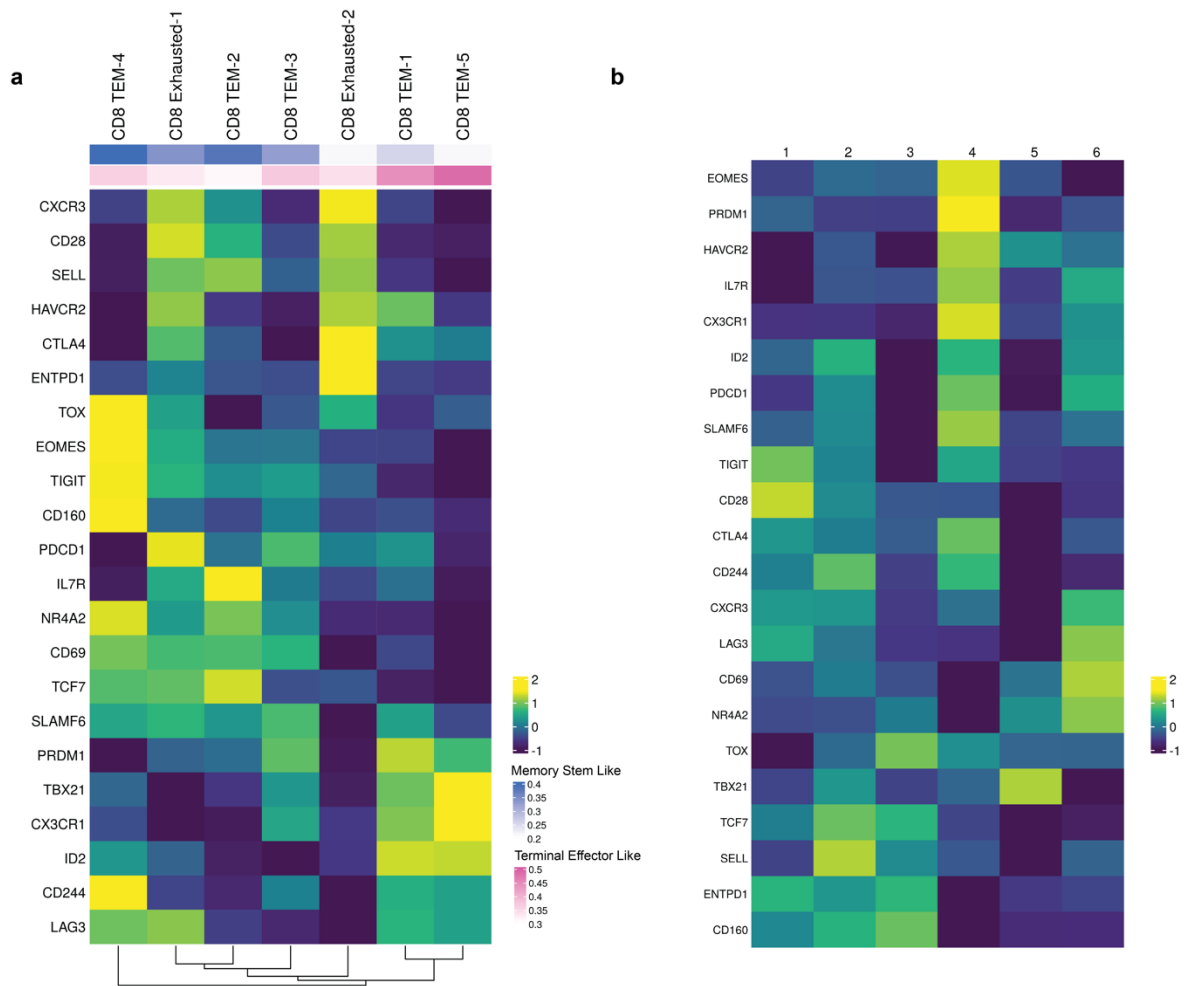 a
CD8 TEM-4
CD8 Exhausted-1
CD8 TEM-2
CD8 TEM-3
CD8 Exhausted-2
CD8 TEM-1
CD8 TEM-5
CXCR3
CD28
SELL
HAVCR2
CTLA4
ENTPD1
TOX
EOMES
TIGIT
CD160
PDCD1
IL7R
NR4A2
CD69
TCF7
SLAMF6
PRDM1
TBX21
CX3CR1
ID2
CD244
LAG3
2
1
0
-1
Memory Stem Like
0.4
0.35
0.3
0.25
0.2
Terminal Effector Like
0.5
0.45
0.4
0.35
0.3
b
1 2 3 4 5 6
EOMES
PRDM1
HAVCR2
IL7R
CX3CR1
ID2
PDCD1
SLAMF6
TIGIT
CD28
CTLA4
CD244
CXCR3
LAG3
CD69
NR4A2
TOX
TBX21
TCF7
SELL
ENTPD1
CD160
2
1
0
-1